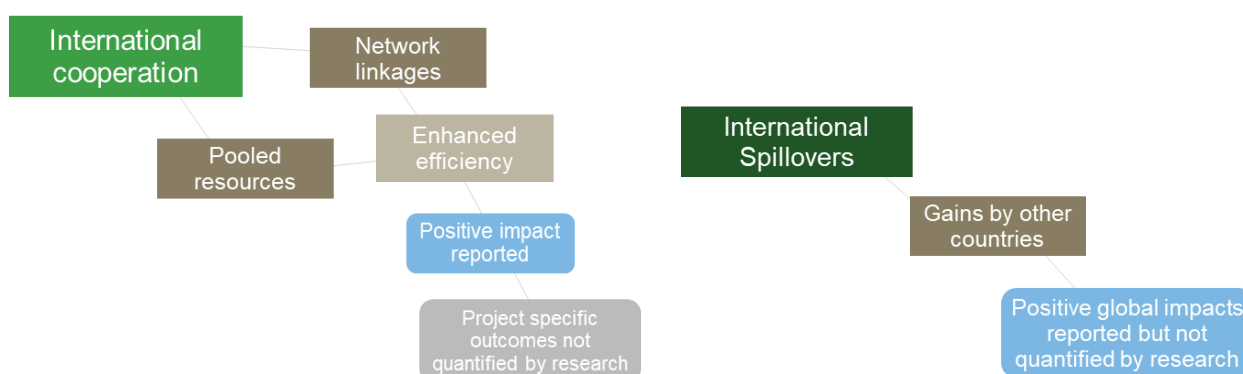 International
cooperation
Network
linkages
Pooled
resources
Enhanced
efficiency
Positive impact
reported
Project specific
outcomes not
quantified by research
International
Spillovers
Gains by other
countries
Positive global impacts
reported but not
quantified by research